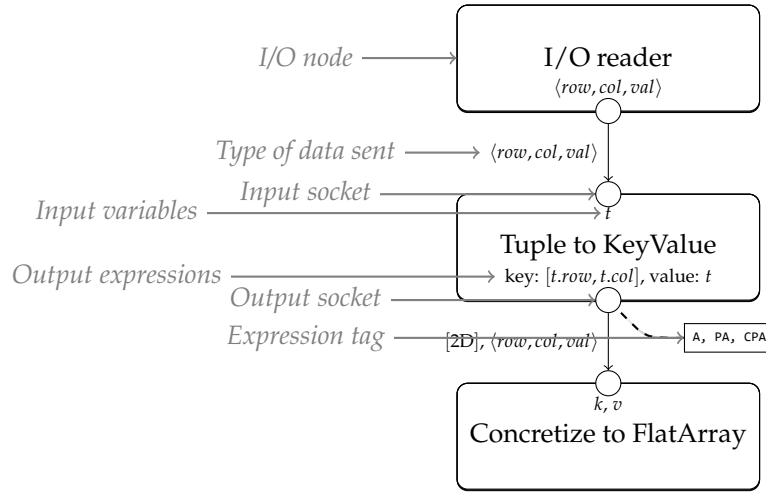 I/O node
I/O reader
⟨row, col, val⟩
Type of data sent
⟨row, col, val⟩
Input socket
Input variables
t
Tuple to KeyValue
Output expressions
key: [t.row, t.col], value: t
Output socket
Expression tag
[2D], ⟨row, col, val⟩
A, PA, CPA
k, v
Concretize to FlatArray